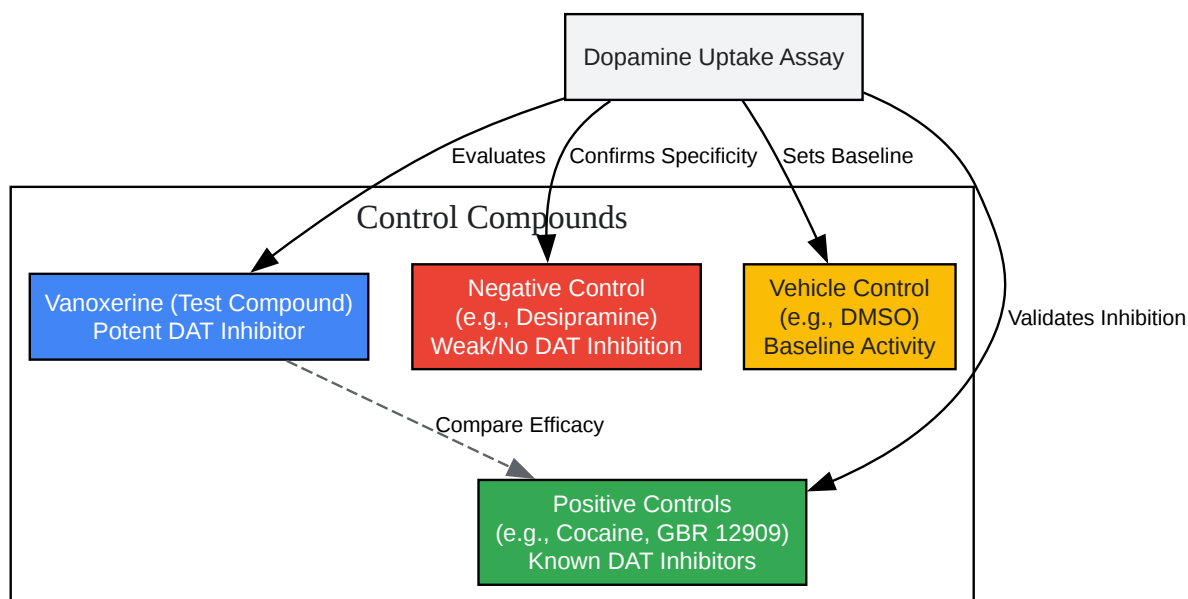 Dopamine Uptake Assay
Evaluates
Confirms Specificity
Sets Baseline
Control Compounds
Vanoxerine (Test Compound)
Potent DAT Inhibitor
Negative Control
(e.g., Desipramine)
Weak/No DAT Inhibition
Vehicle Control
(e.g., DMSO)
Baseline Activity
Validates Inhibition
Compare Efficacy
Positive Controls
(e.g., Cocaine, GBR 12909)
Known DAT Inhibitors